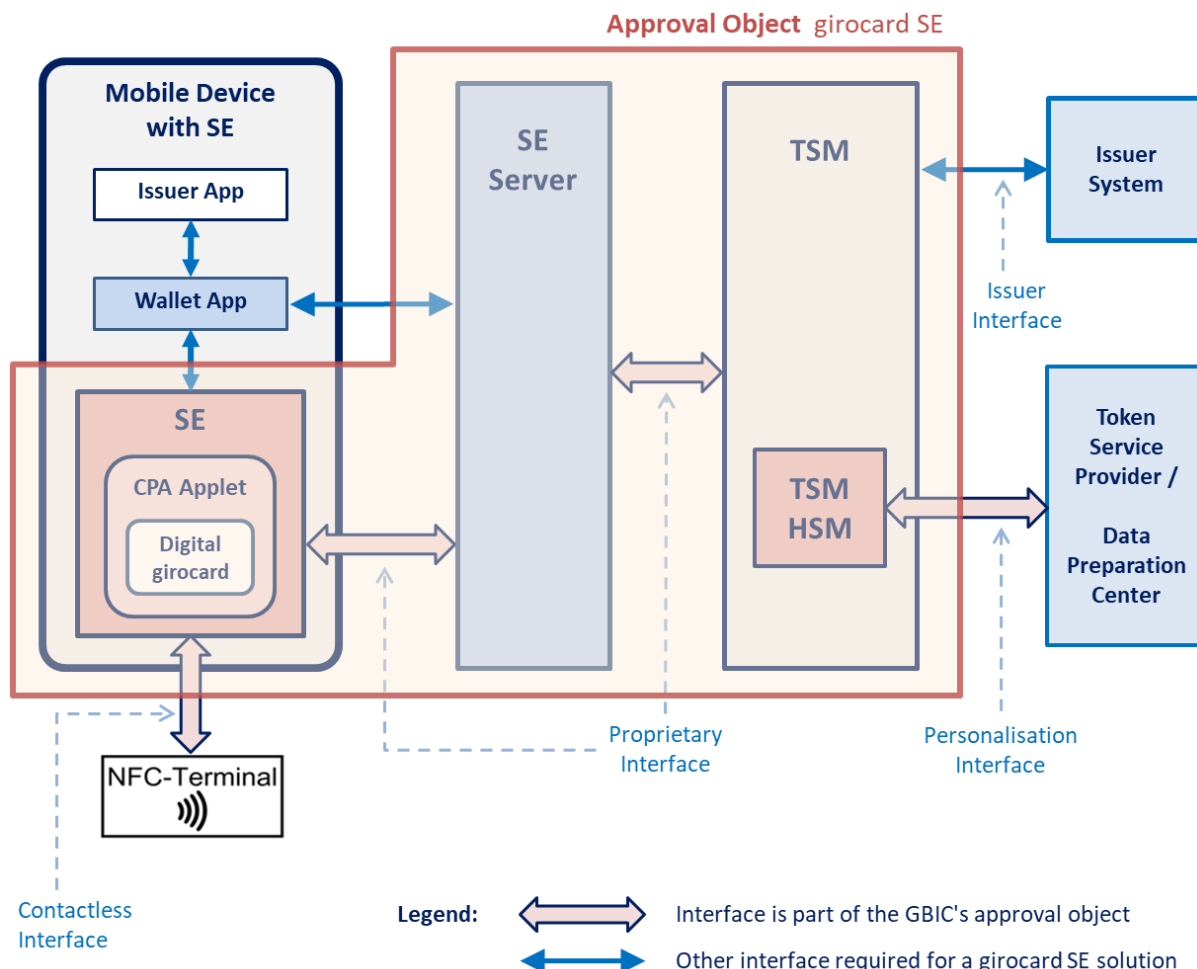 Approval Object girocard SE
Mobile Device
with SE
Issuer App
Wallet App
SE
CPA Applet
Digital
girocard
SE
Server
TSM
TSM
HSM
Issuer
System
Issuer
Interface
Token
Service
Provider /
Data
Preparation
Center
Proprietary
Interface
Personalisation
Interface
NFC-Terminal
Contactless
Interface
Legend:
Interface is part of the GBIC's approval object
Other interface required for a girocard SE solution